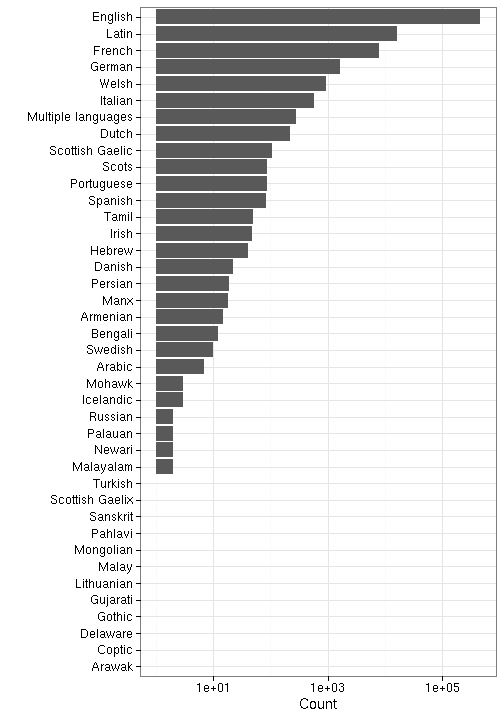 English
Latin
French
German
Welsh
Italian
Multiple languages
Dutch
Scottish Gaelic
Scots
Portuguese
Spanish
Tamil
Irish
Hebrew
Danish
Persian
Manx
Armenian
Bengali
Swedish
Arabic
Mohawk
Icelandic
Russian
Palauan
Newari
Malayalam
Turkish
Scottish Gaelix
Sanskrit
Pahlavi
Mongolian
Malay
Lithuanian
Gujarati
Gothic
Delaware
Coptic
Arawak
1e+01 1e+03 1e+05
Count